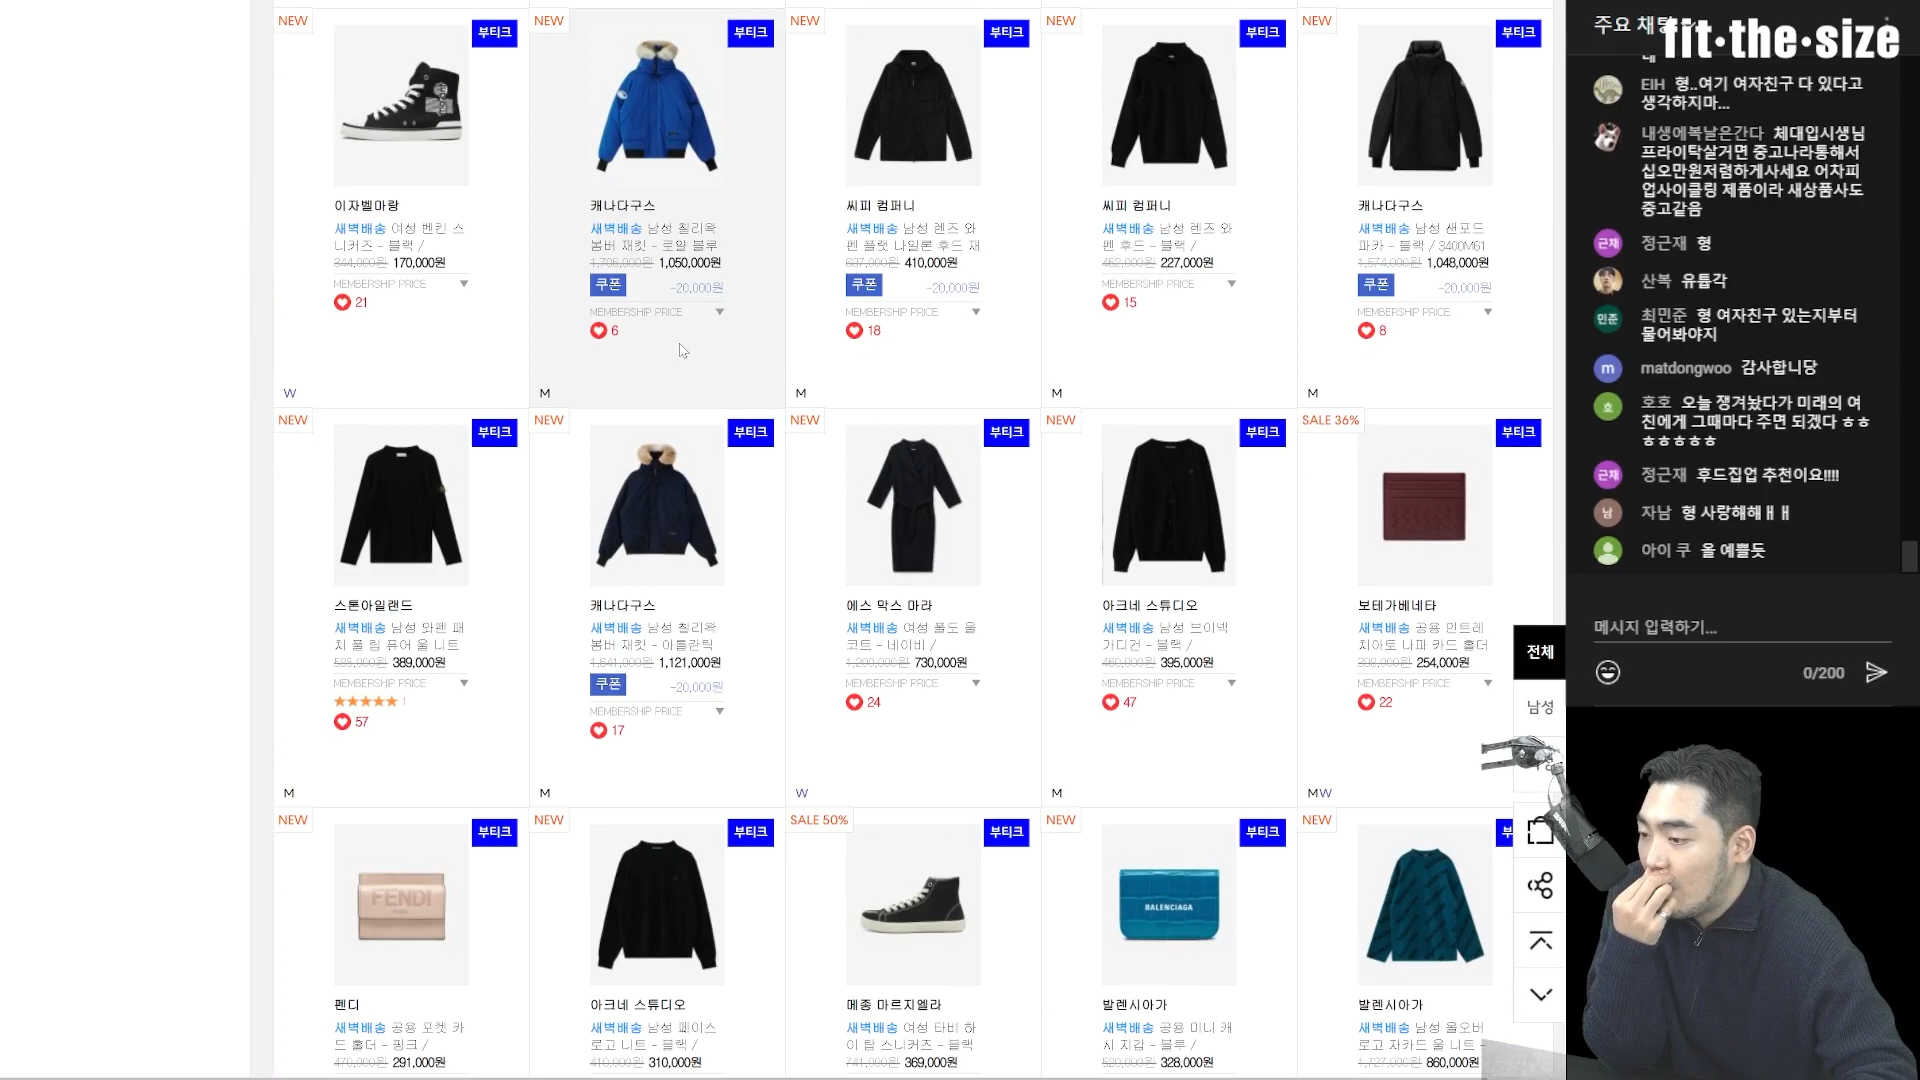 NEW
부티크
이자벨마랑
새벽배송 여성 벤킨 스
니커즈 - 블랙 /
344,000원 170,000원
MEMBERSHIP PRICE ▼
21
W
NEW
부티크
캐나다구스
새벽배송 남성 칠리왁
봄버 재킷 - 로얄 블루
1,706,000원 1,050,000원
쿠폰 -20,000원
MEMBERSHIP PRICE ▼
6
M
NEW
부티크
씨피 컴퍼니
새벽배송 남성 렌즈 와
펜 플랫 나일론 후드 재
607,000원 410,000원
쿠폰 -20,000원
MEMBERSHIP PRICE ▼
18
M
NEW
부티크
씨피 컴퍼니
새벽배송 남성 렌즈 와
펜 후드 - 블랙 /
462,000원 227,000원
MEMBERSHIP PRICE ▼
15
M
NEW
부티크
캐나다구스
새벽배송 남성 샌포드
파카 - 블랙 / 3400M61
1,574,000원 1,048,000원
쿠폰 -20,000원
MEMBERSHIP PRICE ▼
8
M
NEW
부티크
스톤아일랜드
새벽배송 남성 와펜 패
치 풀 립 퓨어 울 니트
389,000원
MEMBERSHIP PRICE ▼
★★★★★ 1
57
M
NEW
부티크
캐나다구스
새벽배송 남성 칠리왁
봄버 재킷 - 아틀란틱
1,641,000원 1,121,000원
쿠폰 -20,000원
MEMBERSHIP PRICE ▼
17
M
NEW
부티크
에스 막스 마라
새벽배송 여성 폴도 울
코트 - 네이비 /
1,200,000원 730,000원
MEMBERSHIP PRICE ▼
24
W
NEW
부티크
아크네 스튜디오
새벽배송 남성 브이넥
가디건 - 블랙 /
460,000원 395,000원
MEMBERSHIP PRICE ▼
47
M
SALE 36%
부티크
보테가베네타
새벽배송 공용 인트레
치아토 나파 카드 홀더
398,000원 254,000원
MEMBERSHIP PRICE ▼
22
MW
NEW
부티크
FENDI
펜디
새벽배송 공용 포켓 카
드 홀더 - 핑크 /
470,000원 291,000원
NEW
부티크
아크네 스튜디오
새벽배송 남성 페이스
로고 니트 - 블랙 /
410,000원 310,000원
SALE 50%
부티크
메종 마르지엘라
새벽배송 여성 타비 하
이 탑 스니커즈 - 블랙
741,000원 369,000원
NEW
부티크
BALENCIAGA
발렌시아가
새벽배송 공용 미니 캐
시 지갑 - 블루 /
520,000원 328,000원
NEW
발렌시아가
새벽배송 남성 올오버
로고 자카드 울 니트 -
1,727,000원 860,000원
전체
남성
주요 채팅
fit·the·size
EIH 형..여기 여자친구 다 있다고
생각하지마...
내생에복날은간다 체대입시생님
프라이탁살거면 중고나라통해서
십오만원저렴하게사세요 어차피
업사이클링 제품이라 새상품사도
중고같음
근재 정근재 형
산복 유튭각
민준 최민준 형 여자친구 있는지부터
물어봐야지
m matdongwoo 감사합니당
호 호호 오늘 쟁겨놨다가 미래의 여
친에게 그때마다 주면 되겠다 ㅎㅎ
ㅎㅎㅎㅎㅎ
근재 정근재 후드집업 추천이요!!!!
남 자남 형 사랑해해ㅐㅐ
아이 쿠 올 예쁠듯
메시지 입력하기...
0/200